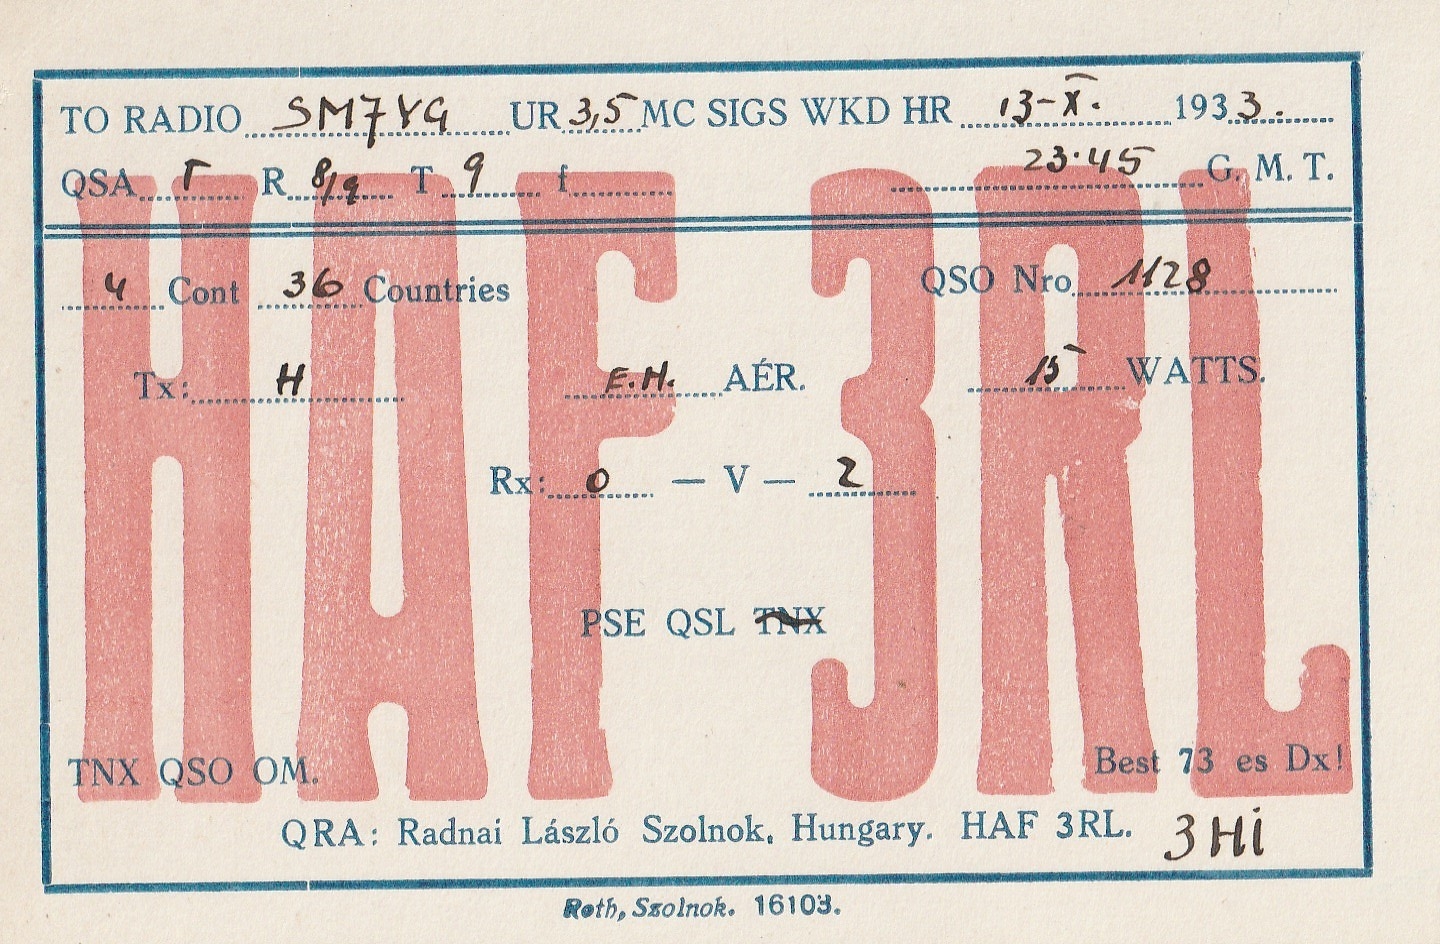 TO RADIO SM7YG UR 3,5 MC SIGS WKD HR 13-X. 1933.
QSA 5 R 8/9 T 9 f 23.45 G. M. T.
HAF 3RL
4 Cont 36 Countries QSO Nro 1128
Tx: H E.H. AÉR. 15 WATTS.
Rx: 0 — V — 2
PSE QSL TNX
TNX QSO OM. Best 73 es Dx!
QRA: Radnai László Szolnok. Hungary. HAF 3RL. 3Hi
Roth, Szolnok. 16103.